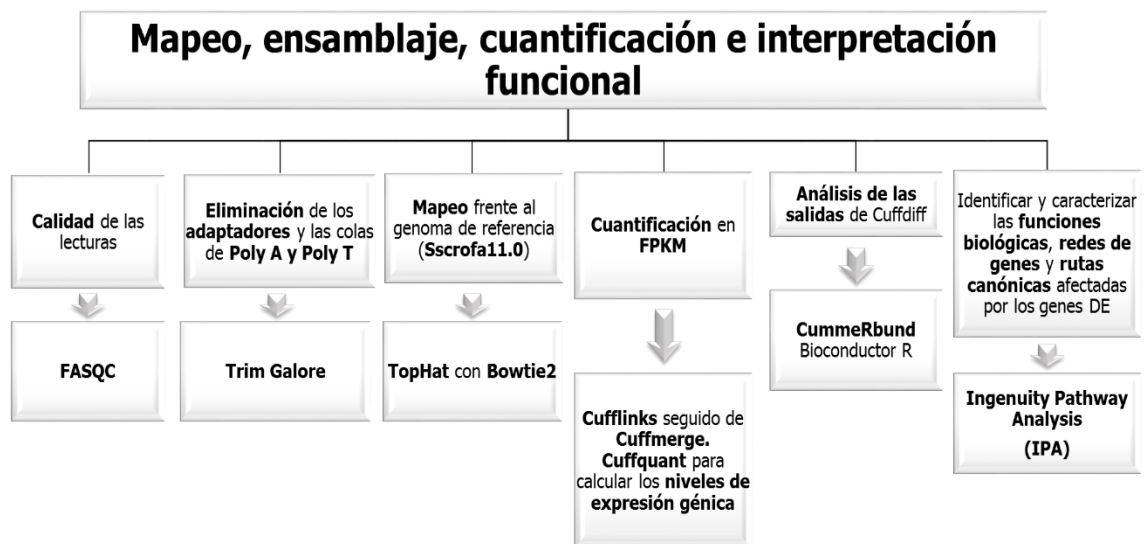 Mapeo, ensamblaje, cuantificación e interpretación
funcional
Calidad de las
lecturas
FASQC
Eliminación de los
adaptadores y las colas
de Poly A y Poly T
Trim Galore
Mapeo frente al
genoma de referencia
(Sscrofa11.0)
TopHat con Bowtie2
Cuantificación en
FPKM
Cufflinks seguido de
Cuffmerge.
Cuffquant para
calcular los niveles de
expresión génica
Análisis de las
salidas de Cuffdiff
CummeRbund
Bioconductor R
Identificar y caracterizar
las funciones
biológicas, redes de
genes y rutas
canónicas afectadas
por los genes DE
Ingenuity Pathway
Analysis
(IPA)